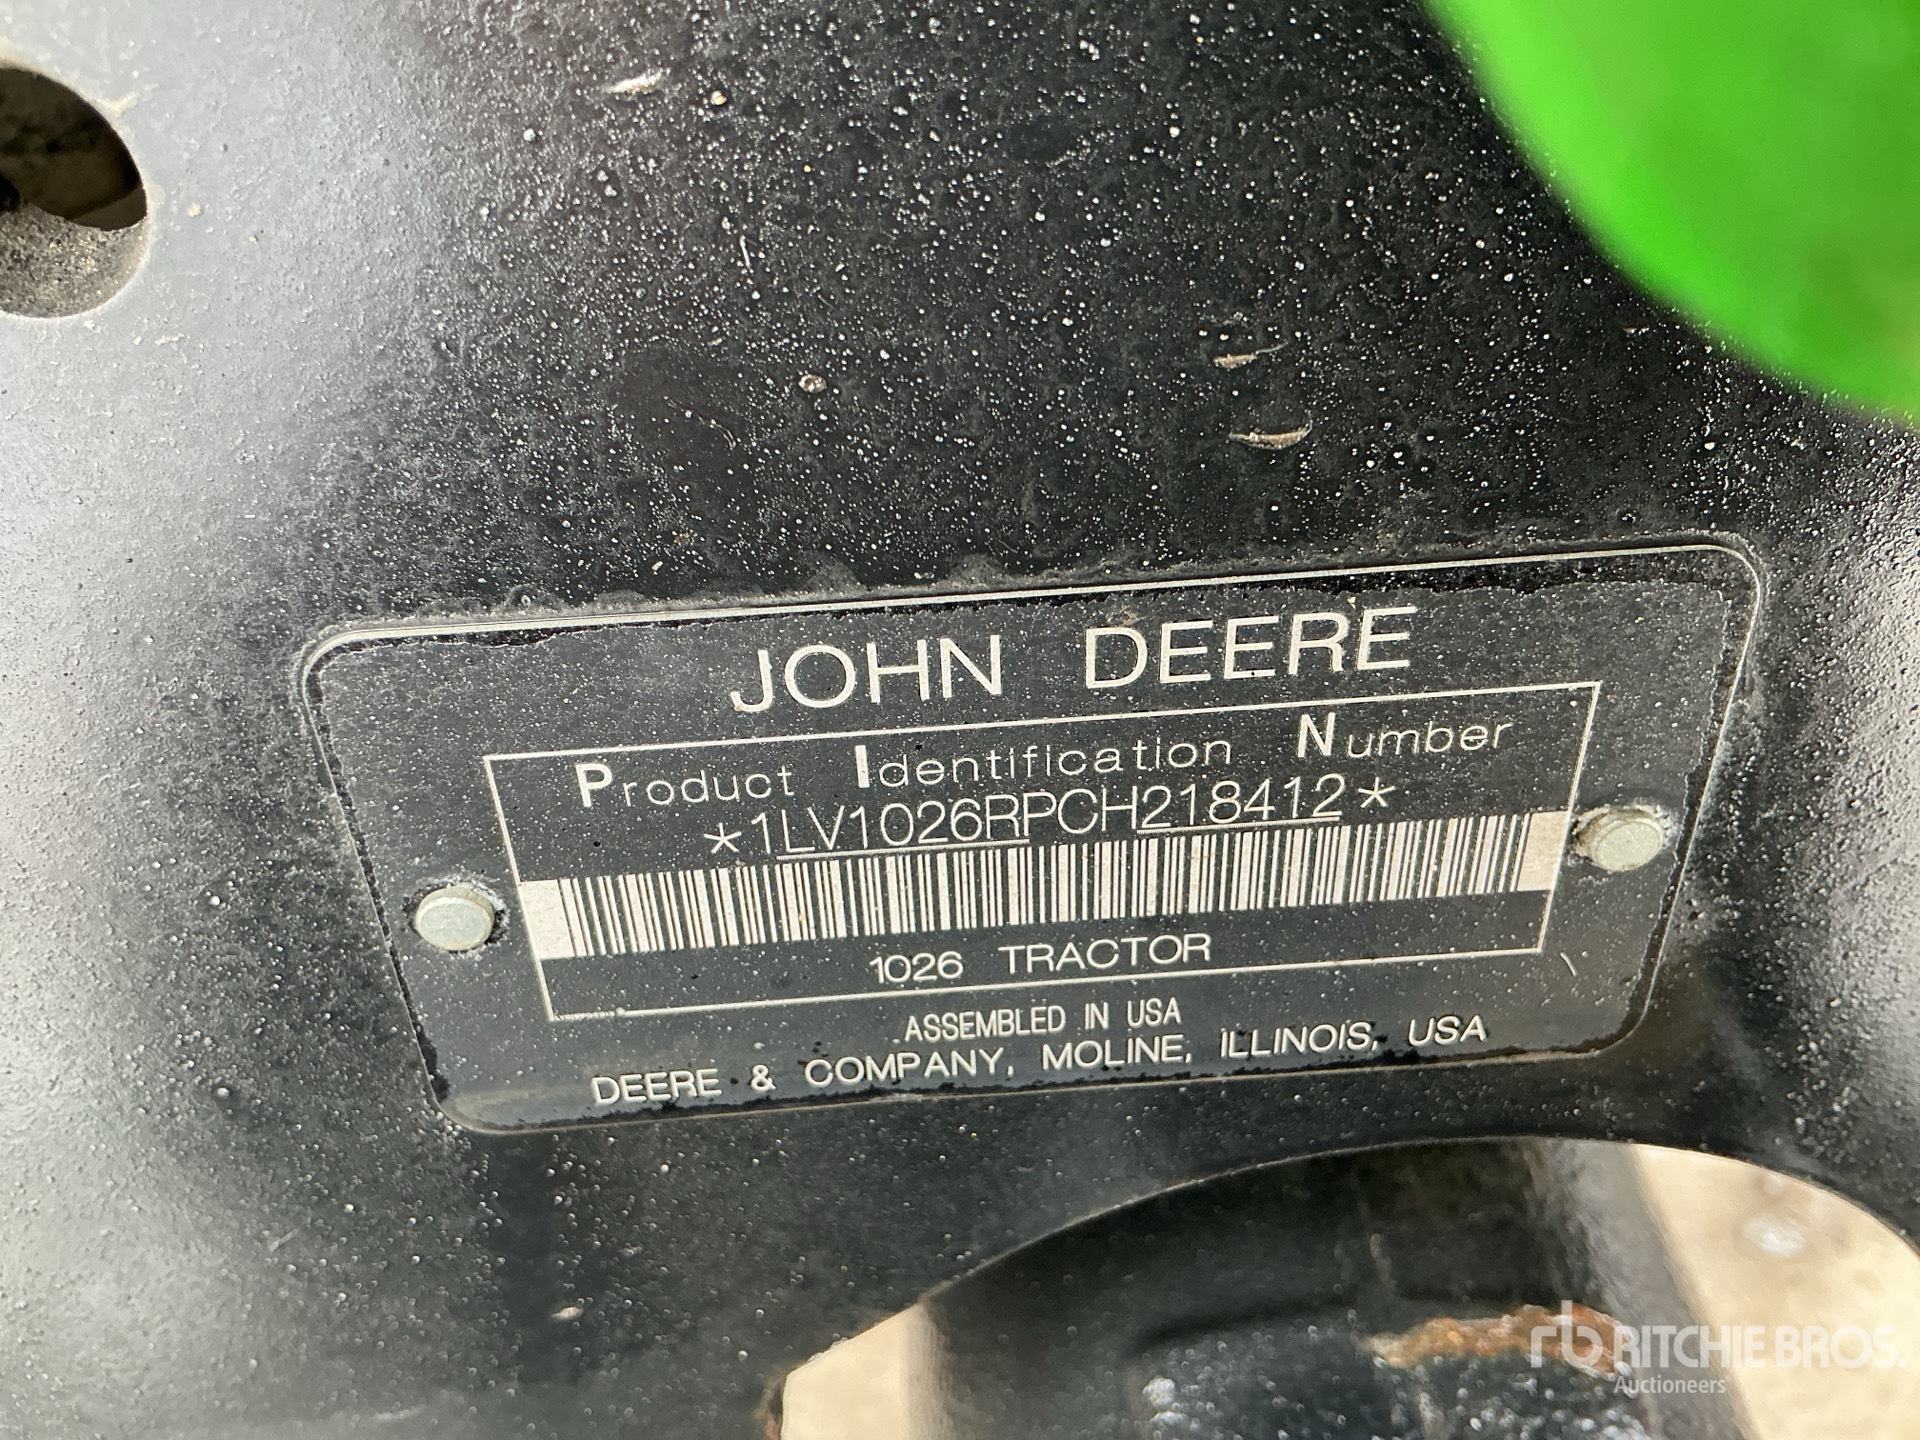 JOHN DEERE
Product Identification Number
*1LV1026RPCH218412*
1026 TRACTOR
ASSEMBLED IN USA
DEERE & COMPANY, MOLINE, ILLINOIS, USA
rb RITCHIE BROS.
Auctioneers